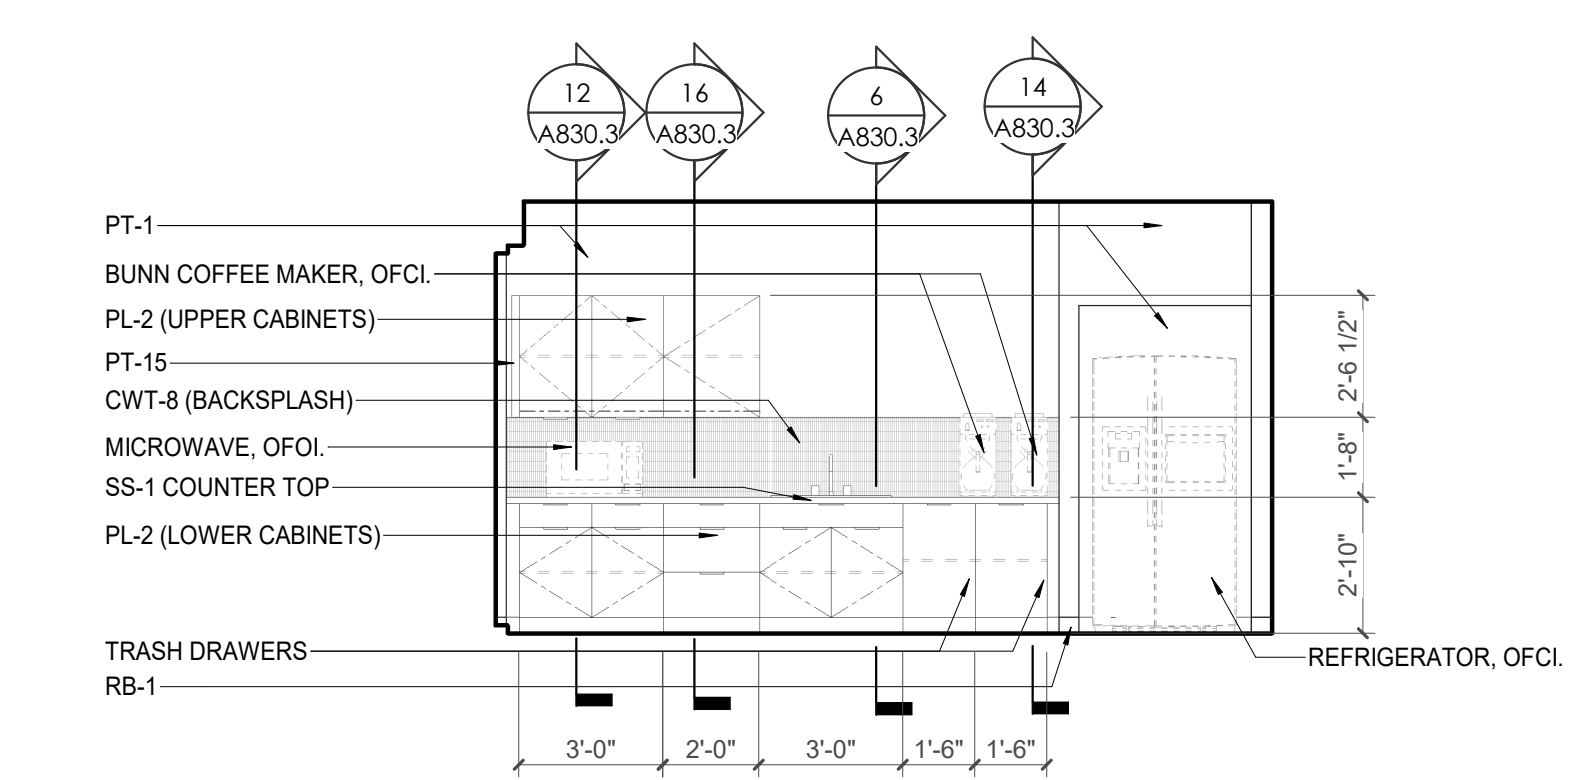 12
A830.3
16
A830.3
6
A830.3
14
A830.3
PT-1
BUNN COFFEE MAKER, OFCI.
PL-2 (UPPER CABINETS)
PT-15
CWT-8 (BACKSPLASH)
MICROWAVE, OFOI.
SS-1 COUNTER TOP
PL-2 (LOWER CABINETS)
TRASH DRAWERS
RB-1
2'-6 1/2"
1'-8"
2'-10"
REFRIGERATOR, OFCI.
3'-0"
2'-0"
3'-0"
1'-6"
1'-6"